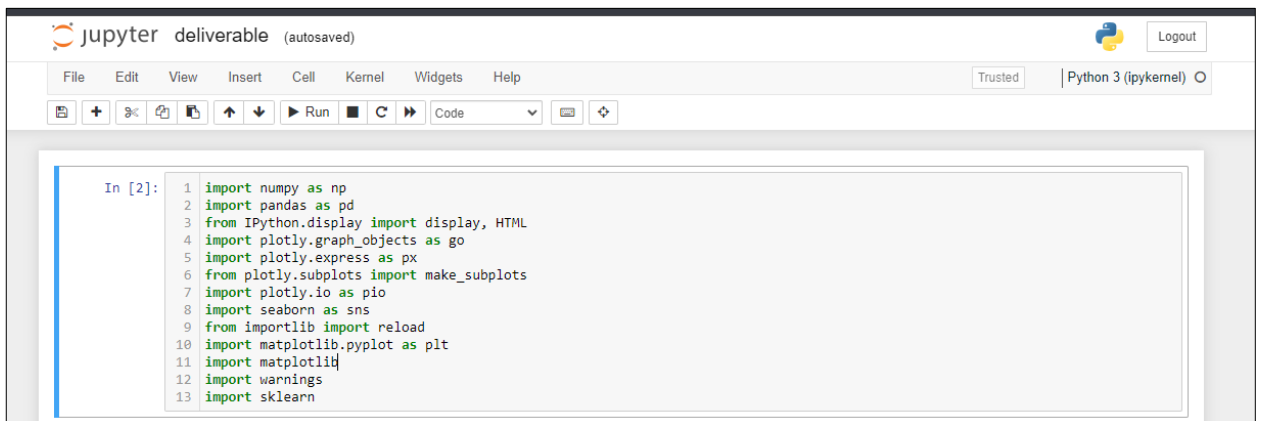 jupyter deliverable (autosaved) Logout
File Edit View Insert Cell Kernel Widgets Help Trusted Python 3 (ipykernel)
Run Code
In [2]:
1 import numpy as np
2 import pandas as pd
3 from IPython.display import display, HTML
4 import plotly.graph_objects as go
5 import plotly.express as px
6 from plotly.subplots import make_subplots
7 import plotly.io as pio
8 import seaborn as sns
9 from importlib import reload
10 import matplotlib.pyplot as plt
11 import matplotlib
12 import warnings
13 import sklearn